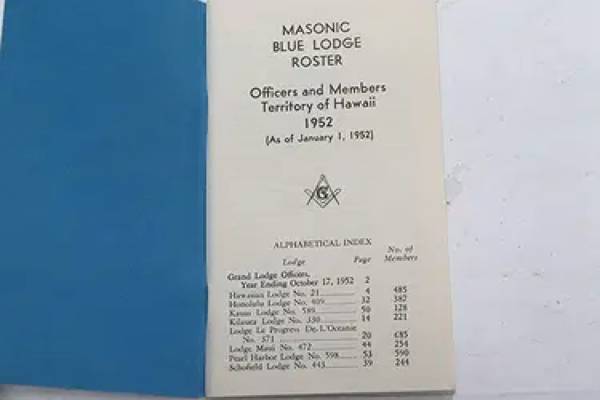 MASONIC
BLUE LODGE
ROSTER
Officers and Members
Territory of Hawaii
1952
(As of January 1, 1952)
G
ALPHABETICAL INDEX
Lodge Page No. of Members
Grand Lodge Officers,
Year Ending October 17, 1952 2
Hawaiian Lodge No. 21 4 485
Honolulu Lodge No. 409 32 387
Kauai Lodge No. 589 50 128
Kilauea Lodge No. 330 14 221
Lodge Le Progress De L'Oceanie
No. 371 20 685
Lodge Maui No. 472 44 254
Pearl Harbor Lodge No. 598 53 590
Schofield Lodge No. 443 39 244